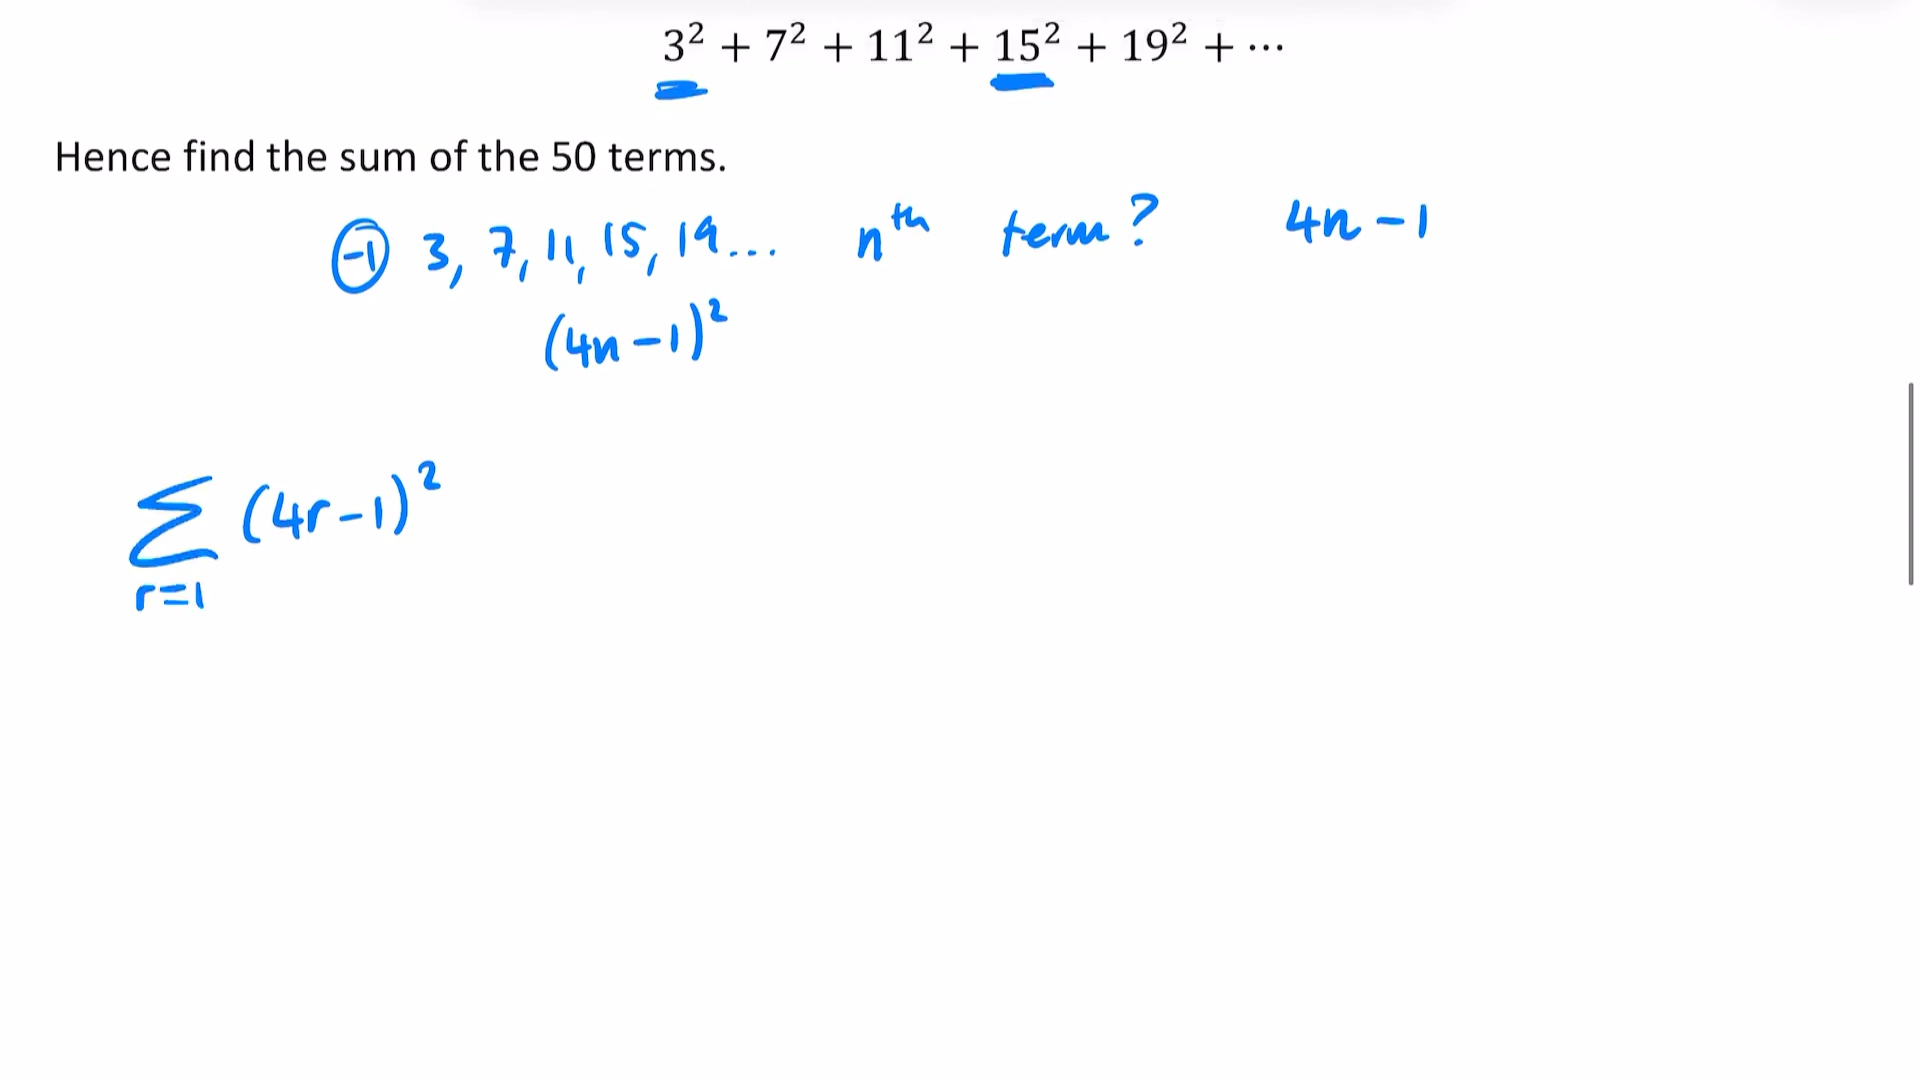 3² + 7² + 11² + 15² + 19² + ⋯
Hence find the sum of the 50 terms.
-1 3, 7, 11, 15, 19... nᵗʰ term? 4n - 1
(4n - 1)²
∑ (4r - 1)²
r=1